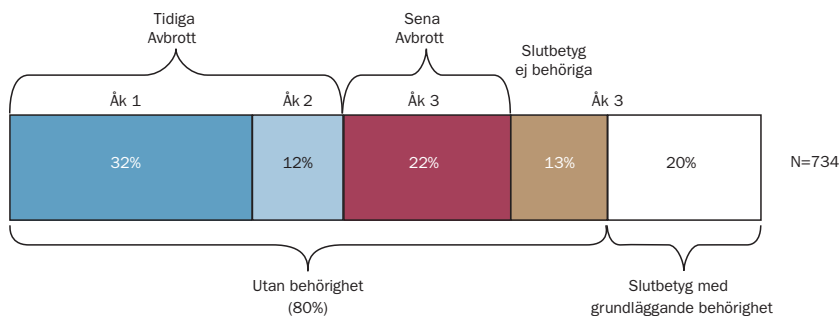 Tidiga
Avbrott
Sena
Avbrott
Slutbetyg
ej behöriga
Åk 1
Åk 2
Åk 3
Åk 3
32%
12%
22%
13%
20%
N=734
Utan behörighet
(80%)
Slutbetyg med
grundläggande behörighet